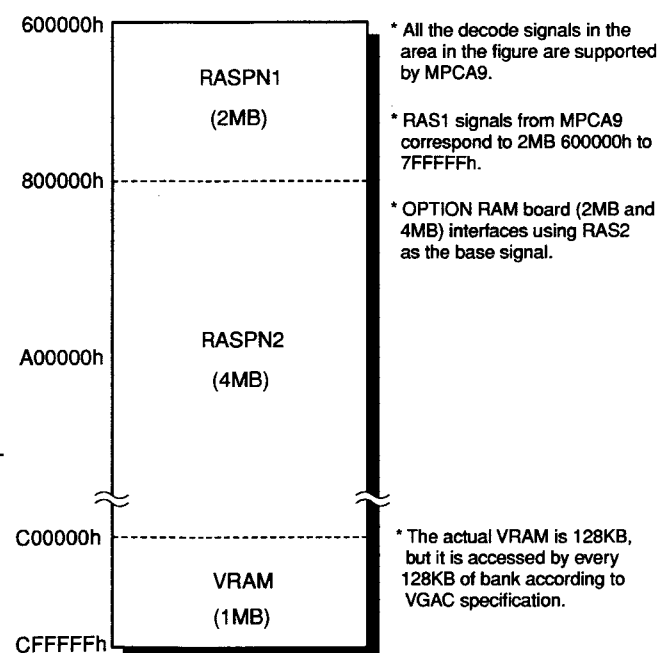 600000h
RASPN1
(2MB)
800000h
RASPN2
A00000h
(4MB)
C00000h
VRAM
(1MB)
CFFFFFh
* All the decode signals in the
area in the figure are supported
by MPCA9.
* RAS1 signals from MPCA9
correspond to 2MB 600000h to
7FFFFFh.
* OPTION RAM board (2MB and
4MB) interfaces using RAS2
as the base signal.
* The actual VRAM is 128KB,
but it is accessed by every
128KB of bank according to
VGAC specification.